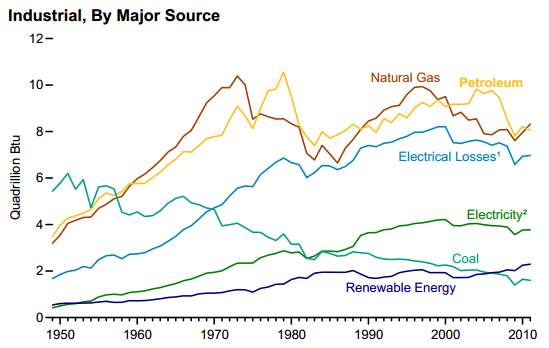 Industrial, By Major Source
12
10
8
6
4
2
0
Quadrillion Btu
Natural Gas
Petroleum
Electrical Losses¹
Electricity²
Coal
Renewable Energy
1950 1960 1970 1980 1990 2000 2010